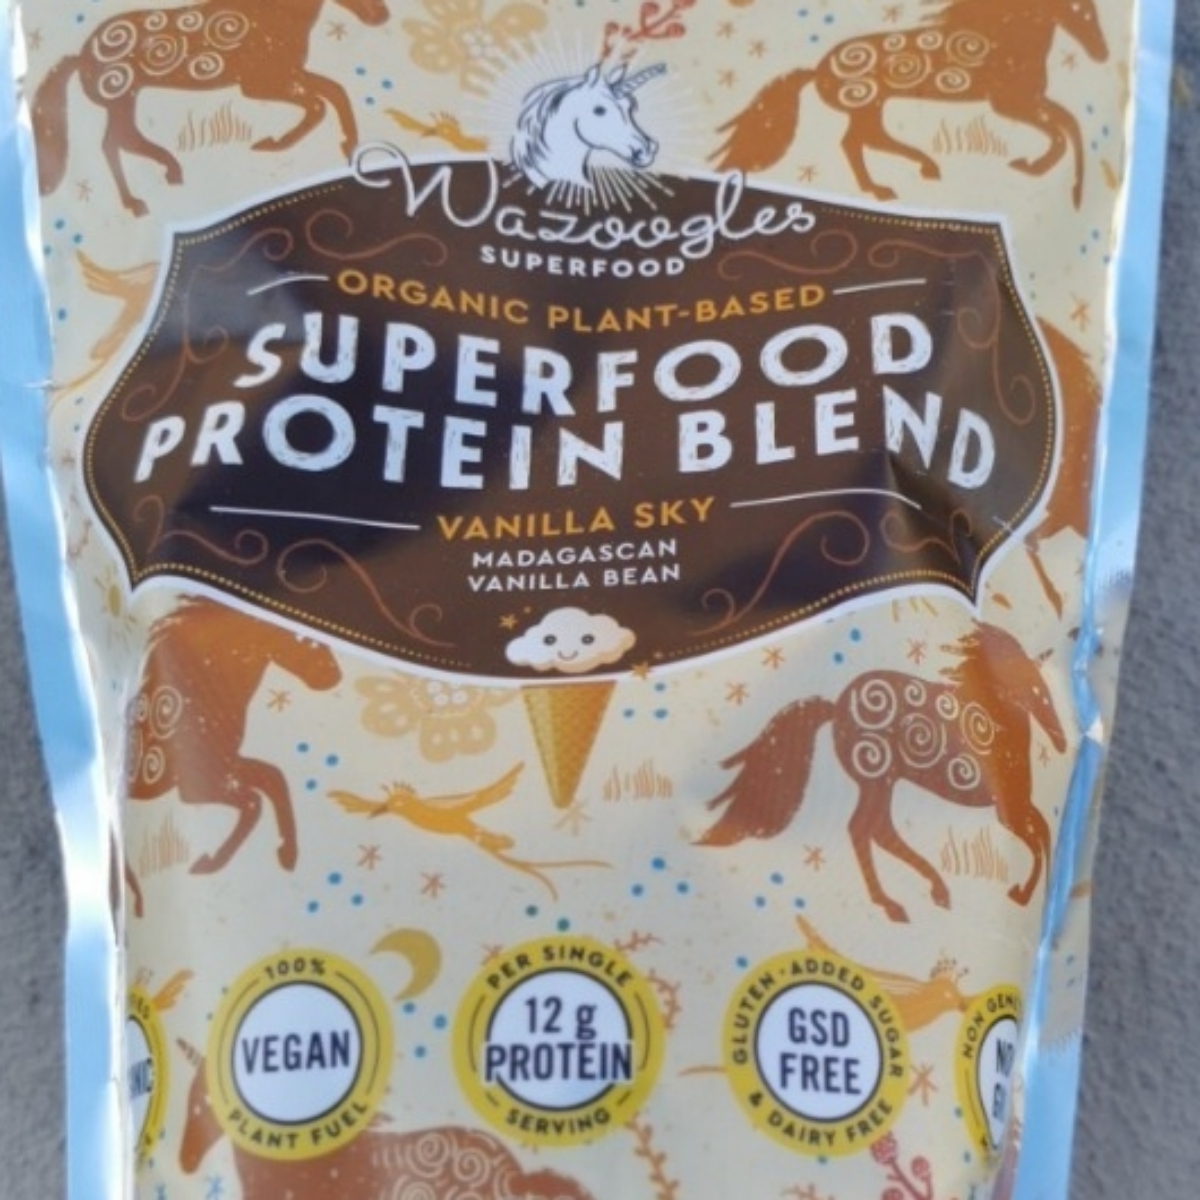 Wazoogles
SUPERFOOD
ORGANIC PLANT-BASED
SUPERFOOD
PROTEIN BLEND
VANILLA SKY
MADAGASCAN
VANILLA BEAN
100%
VEGAN
PLANT FUEL
PER SINGLE
12 g
PROTEIN
SERVING
GLUTEN · ADDED SUGAR
GSD
FREE
& DAIRY FREE
NON